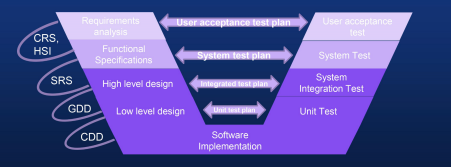 Requirements
analysis
User acceptance test plan
User acceptance
test
CRS,
HSI
Functional
Specifications
System test plan
System Test
SRS
High level design
Integrated test plan
System
Integration Test
GDD
Low level design
Unit test plan
Unit Test
CDD
Software
Implementation